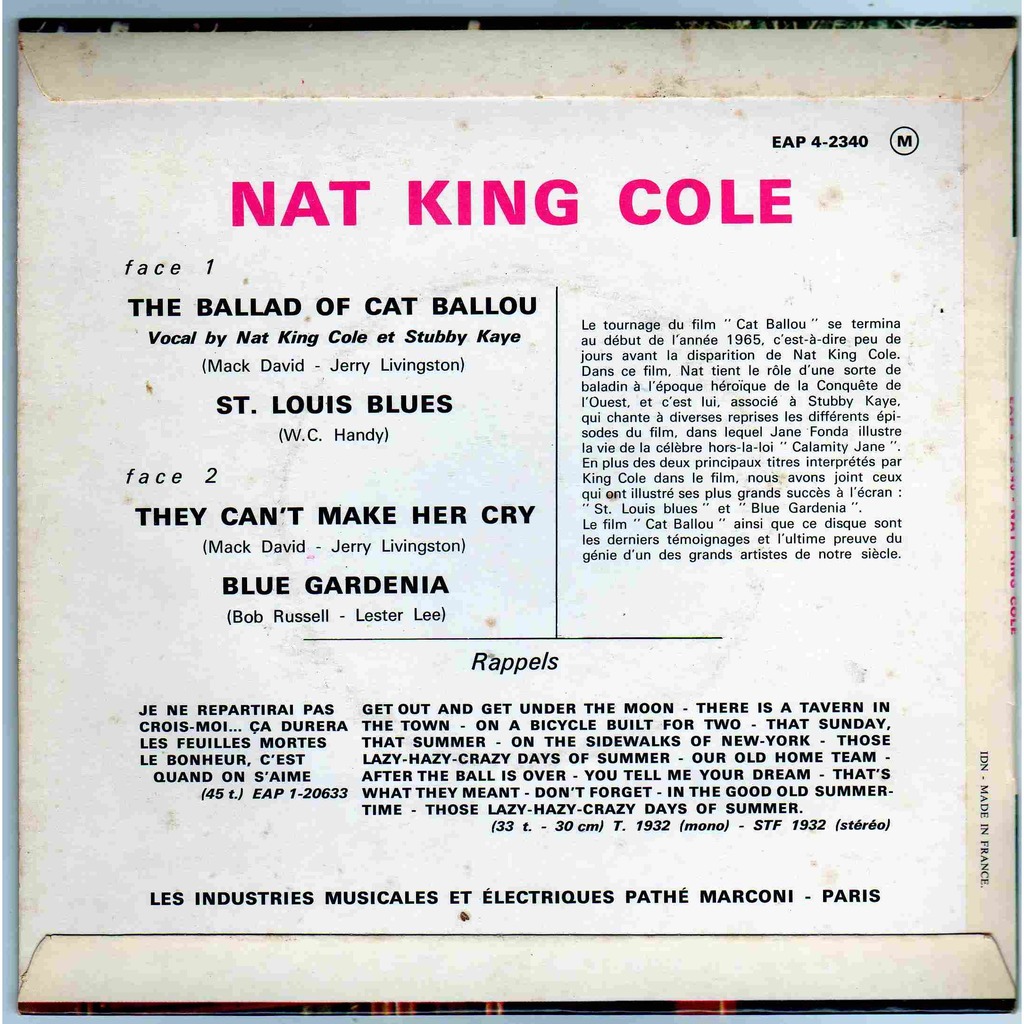 EAP 4-2340 M
NAT KING COLE
face 1
THE BALLAD OF CAT BALLOU
Vocal by Nat King Cole et Stubby Kaye
(Mack David - Jerry Livingston)
ST. LOUIS BLUES
(W.C. Handy)
face 2
THEY CAN'T MAKE HER CRY
(Mack David - Jerry Livingston)
BLUE GARDENIA
(Bob Russell - Lester Lee)
Le tournage du film " Cat Ballou " se termina
au début de l'année 1965, c'est-à-dire peu de
jours avant la disparition de Nat King Cole.
Dans ce film, Nat tient le rôle d'une sorte de
baladin à l'époque héroïque de la Conquête de
l'Ouest, et c'est lui, associé à Stubby Kaye,
qui chante à diverses reprises les différents épi-
sodes du film, dans lequel Jane Fonda illustre
la vie de la célèbre hors-la-loi " Calamity Jane ".
En plus des deux principaux titres interprétés par
King Cole dans le film, nous avons joint ceux
qui ont illustré ses plus grands succès à l'écran :
" St. Louis blues " et " Blue Gardenia ".
Le film " Cat Ballou " ainsi que ce disque sont
les derniers témoignages et l'ultime preuve du
génie d'un des grands artistes de notre siècle.
Rappels
JE NE REPARTIRAI PAS
CROIS-MOI... ÇA DURERA
LES FEUILLES MORTES
LE BONHEUR, C'EST
QUAND ON S'AIME
(45 t.) EAP 1-20633
GET OUT AND GET UNDER THE MOON - THERE IS A TAVERN IN
THE TOWN - ON A BICYCLE BUILT FOR TWO - THAT SUNDAY,
THAT SUMMER - ON THE SIDEWALKS OF NEW-YORK - THOSE
LAZY-HAZY-CRAZY DAYS OF SUMMER - OUR OLD HOME TEAM -
AFTER THE BALL IS OVER - YOU TELL ME YOUR DREAM - THAT'S
WHAT THEY MEANT - DON'T FORGET - IN THE GOOD OLD SUMMER-
TIME - THOSE LAZY-HAZY-CRAZY DAYS OF SUMMER.
(33 t. - 30 cm) T. 1932 (mono) - STF 1932 (stéréo)
LES INDUSTRIES MUSICALES ET ÉLECTRIQUES PATHÉ MARCONI - PARIS
IDN - MADE IN FRANCE.
NAT KING COLE